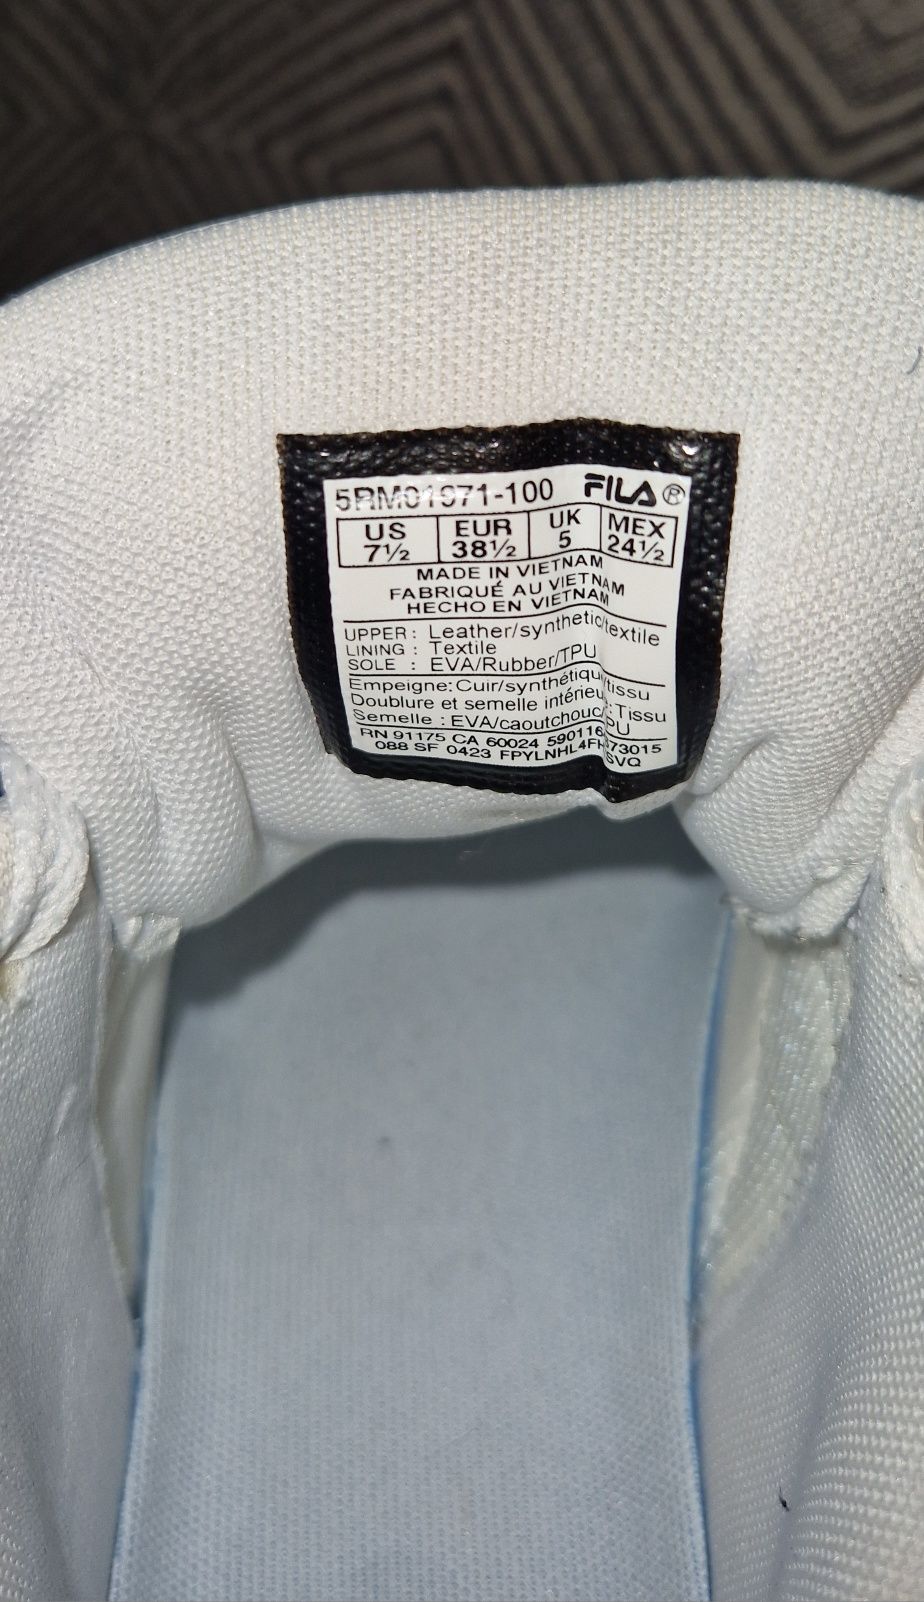 5RM01971-100 FILA®
US EUR UK MEX
7½ 38½ 5 24½
MADE IN VIETNAM
FABRIQUÉ AU VIETNAM
HECHO EN VIETNAM
UPPER : Leather/synthetic/textile
LINING : Textile
SOLE : EVA/Rubber/TPU
Empeigne: Cuir/synthétique/tissu
Doublure et semelle intérieure: Tissu
Semelle : EVA/caoutchouc/
RN 91175 CA 60024
088 SF 0423